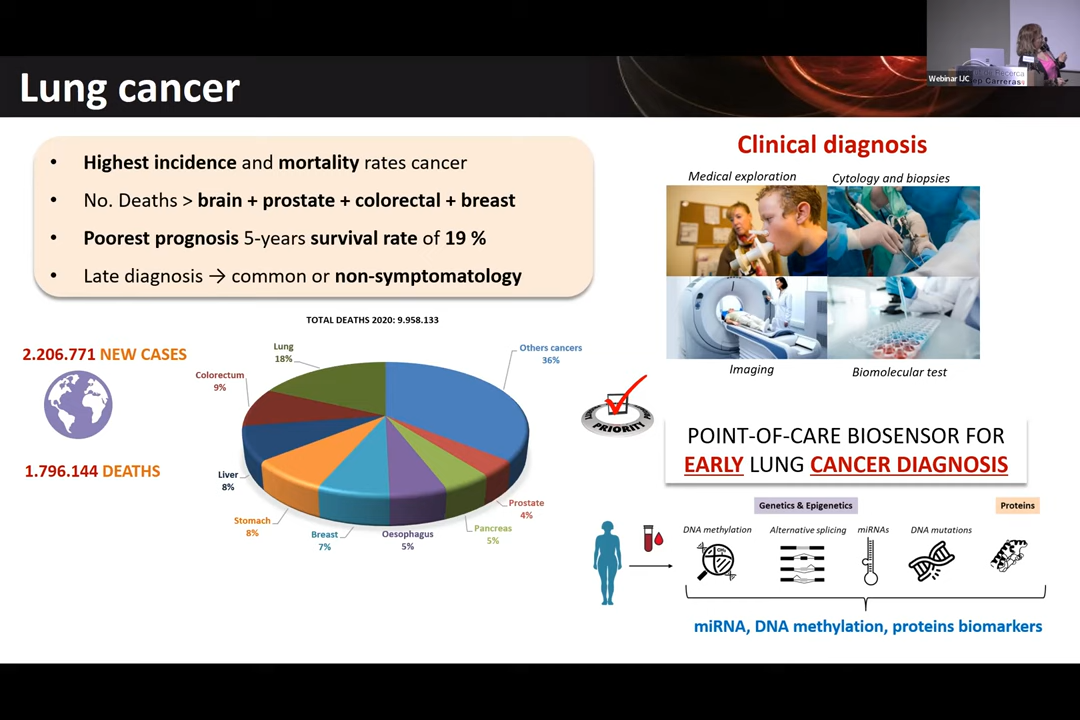 Lung cancer
Webinar IJC
Recerca
ep Carreras
• Highest incidence and mortality rates cancer
• No. Deaths > brain + prostate + colorectal + breast
• Poorest prognosis 5-years survival rate of 19 %
• Late diagnosis → common or non-symptomatology
TOTAL DEATHS 2020: 9.958.133
2.206.771 NEW CASES
1.796.144 DEATHS
Lung
18%
Others cancers
36%
Colorectum
9%
Liver
8%
Stomach
8%
Breast
7%
Oesophagus
5%
Pancreas
5%
Prostate
4%
Clinical diagnosis
Medical exploration
Cytology and biopsies
Imaging
Biomolecular test
PRIORITY
POINT-OF-CARE BIOSENSOR FOR
EARLY LUNG CANCER DIAGNOSIS
Genetics & Epigenetics
Proteins
DNA methylation
Alternative splicing
miRNAs
DNA mutations
miRNA, DNA methylation, proteins biomarkers